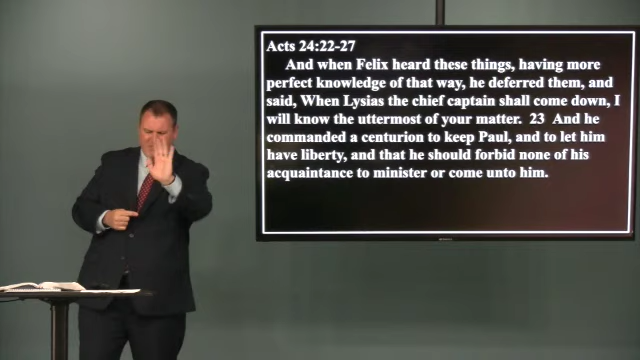 Acts 24:22-27
And when Felix heard these things, having more
perfect knowledge of that way, he deferred them, and
said, When Lysias the chief captain shall come down, I
will know the uttermost of your matter.  23  And he
commanded a centurion to keep Paul, and to let him
have liberty, and that he should forbid none of his
acquaintance to minister or come unto him.